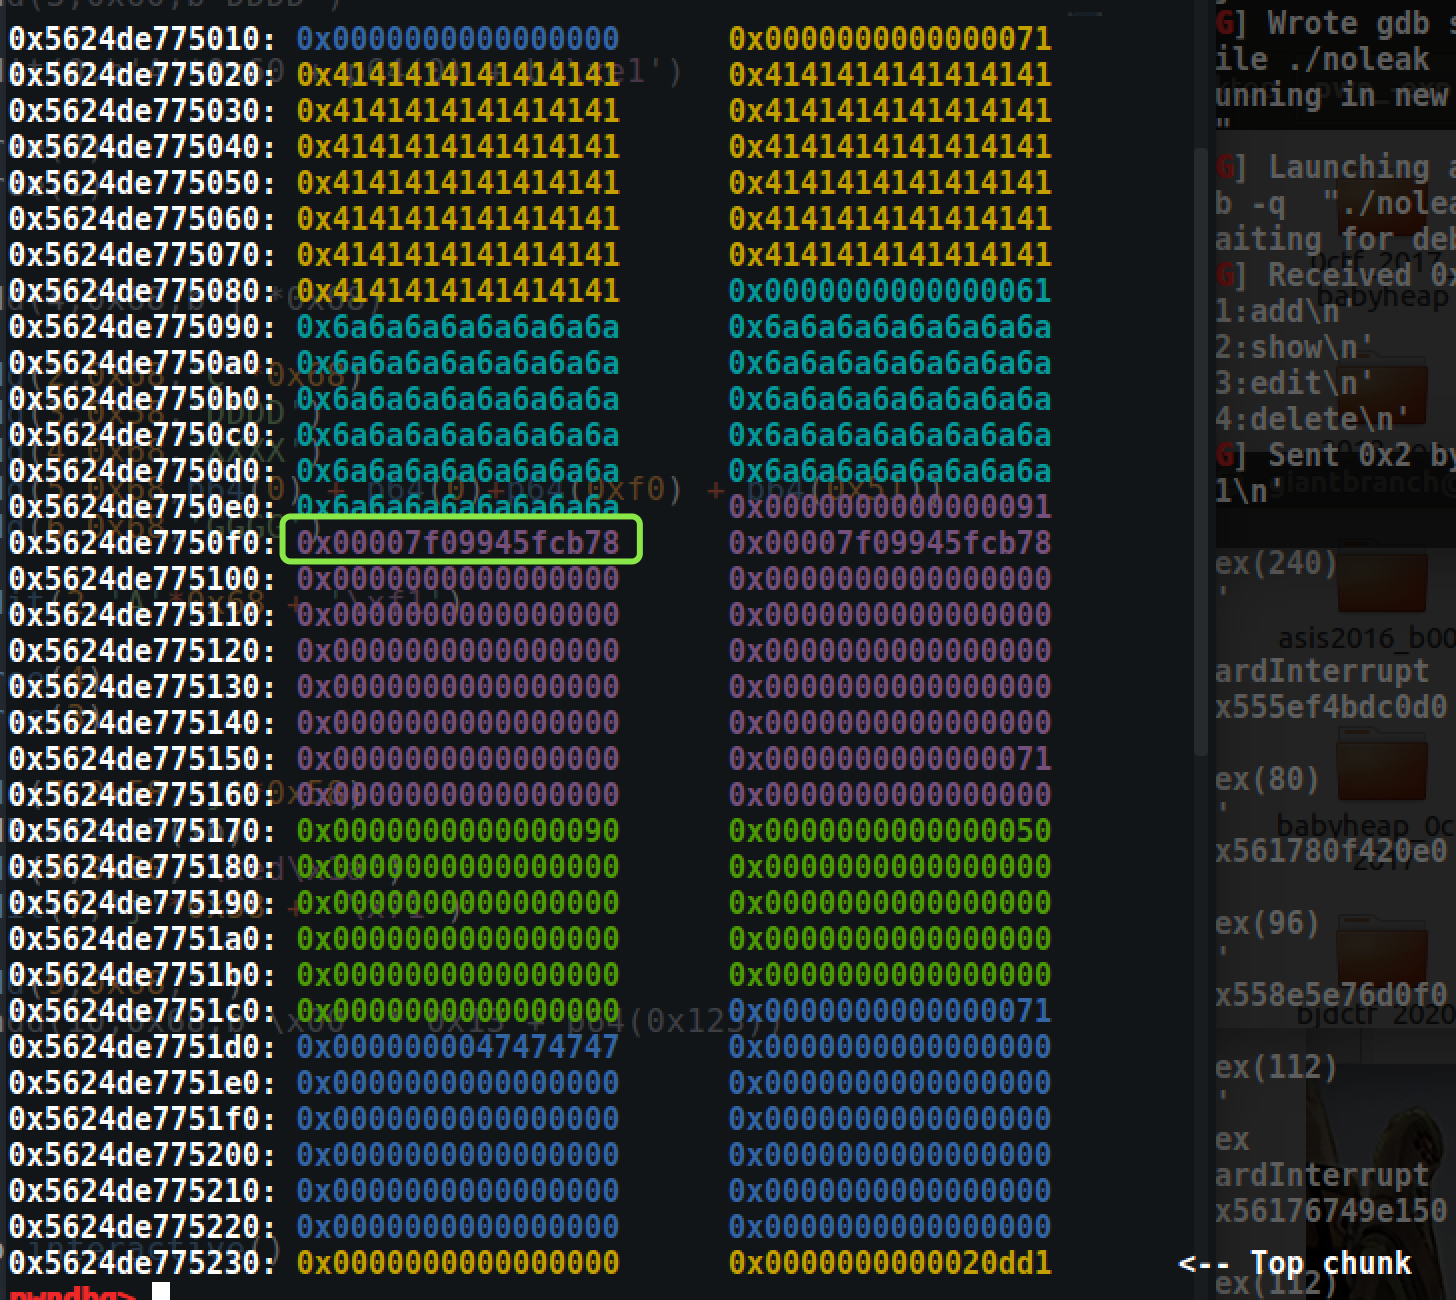 0x5624de775010: 0x0000000000000000 0x0000000000000071
0x5624de775020: 0x4141414141414141 0x4141414141414141
0x5624de775030: 0x4141414141414141 0x4141414141414141
0x5624de775040: 0x4141414141414141 0x4141414141414141
0x5624de775050: 0x4141414141414141 0x4141414141414141
0x5624de775060: 0x4141414141414141 0x4141414141414141
0x5624de775070: 0x4141414141414141 0x4141414141414141
0x5624de775080: 0x4141414141414141 0x0000000000000061
0x5624de775090: 0x6a6a6a6a6a6a6a6a 0x6a6a6a6a6a6a6a6a
0x5624de7750a0: 0x6a6a6a6a6a6a6a6a 0x6a6a6a6a6a6a6a6a
0x5624de7750b0: 0x6a6a6a6a6a6a6a6a 0x6a6a6a6a6a6a6a6a
0x5624de7750c0: 0x6a6a6a6a6a6a6a6a 0x6a6a6a6a6a6a6a6a
0x5624de7750d0: 0x6a6a6a6a6a6a6a6a 0x6a6a6a6a6a6a6a6a
0x5624de7750e0: 0x6a6a6a6a6a6a6a6a 0x0000000000000091
0x5624de7750f0: 0x00007f09945fcb78 0x00007f09945fcb78
0x5624de775100: 0x0000000000000000 0x0000000000000000
0x5624de775110: 0x0000000000000000 0x0000000000000000
0x5624de775120: 0x0000000000000000 0x0000000000000000
0x5624de775130: 0x0000000000000000 0x0000000000000000
0x5624de775140: 0x0000000000000000 0x0000000000000000
0x5624de775150: 0x0000000000000000 0x0000000000000071
0x5624de775160: 0x0000000000000000 0x0000000000000000
0x5624de775170: 0x0000000000000090 0x0000000000000050
0x5624de775180: 0x0000000000000000 0x0000000000000000
0x5624de775190: 0x0000000000000000 0x0000000000000000
0x5624de7751a0: 0x0000000000000000 0x0000000000000000
0x5624de7751b0: 0x0000000000000000 0x0000000000000000
0x5624de7751c0: 0x0000000000000000 0x0000000000000071
0x5624de7751d0: 0x0000000047474747 0x0000000000000000
0x5624de7751e0: 0x0000000000000000 0x0000000000000000
0x5624de7751f0: 0x0000000000000000 0x0000000000000000
0x5624de775200: 0x0000000000000000 0x0000000000000000
0x5624de775210: 0x0000000000000000 0x0000000000000000
0x5624de775220: 0x0000000000000000 0x0000000000000000
0x5624de775230: 0x0000000000000000 0x0000000000020dd1 <-- Top chunk
pwndbg>
] Wrote gdb s
ile ./noleak
unning in new
"
] Launching a
b -q "./nolea
aiting for deb
] Received 0x
1:add\n'
2:show\n'
3:edit\n'
4:delete\n'
] Sent 0x2 by
1\n'
ex(240)
'
ardInterrupt
x555ef4bdc0d0
ex(80)
'
x561780f420e0
ex(96)
'
x558e5e76d0f0
ex(112)
'
ex
ardInterrupt
x56176749e150
ex(112)
0ctf_2017
babyheap
asis2016_b00
babyheap_0c
2017
bjdctf_2020